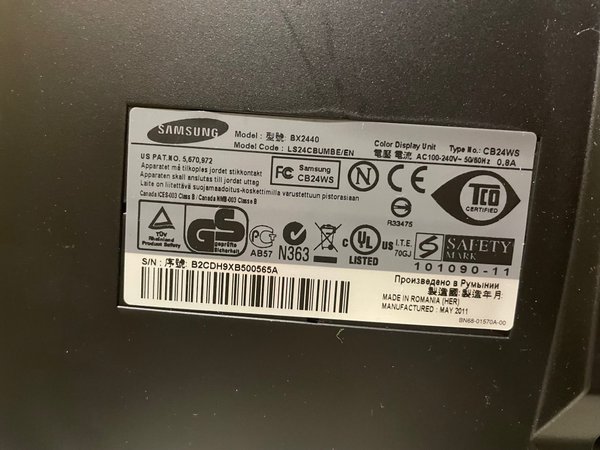 SAMSUNG
Model : 型號: BX2440
Model Code : LS24CBUMBE/EN
Color Display Unit Type No.: CB24WS
電壓 電流: AC100-240V~ 50/60Hz 0,8A
US PAT.NO. 5,670,972
Apparatet må tilkoples jordet stikkontakt
Apparaten skall anslutas till jordat uttag
Laite on liitettävä suojamaadoitus-koskettimilla varustettuun pistorasiaan
Canada ICES-003 Class B / Canada NMB-003 Classe B
FC Samsung
CB24WS
N
CE
R33475
TCO
CERTIFIED
TÜV
Rheinland
Product Safety
GS
geprüfte
Sicherheit
AB57
N363
C UL US
LISTED
I.T.E.
70GJ
S SAFETY
MARK
101090-11
S/N : 序號: B2CDH9XB500565A
Произведено в Румынии
製造國: 製造年月
MADE IN ROMANIA (HER)
MANUFACTURED : MAY 2011
BN68-01570A-00